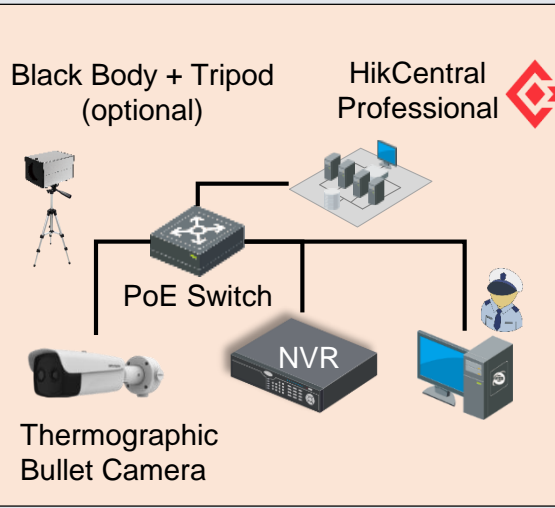 Black Body + Tripod
(optional)
HikCentral
Professional
PoE Switch
NVR
Thermographic
Bullet Camera